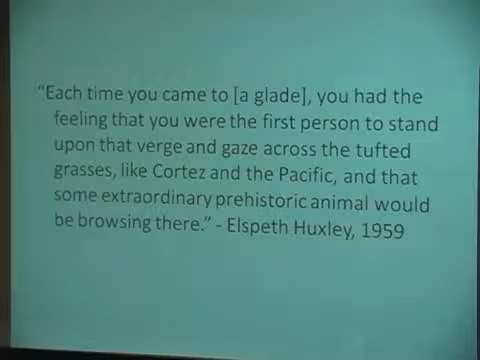 “Each time you came to [a glade], you had the
feeling that you were the first person to stand
upon that verge and gaze across the tufted
grasses, like Cortez and the Pacific, and that
some extraordinary prehistoric animal would
be browsing there.” - Elspeth Huxley, 1959